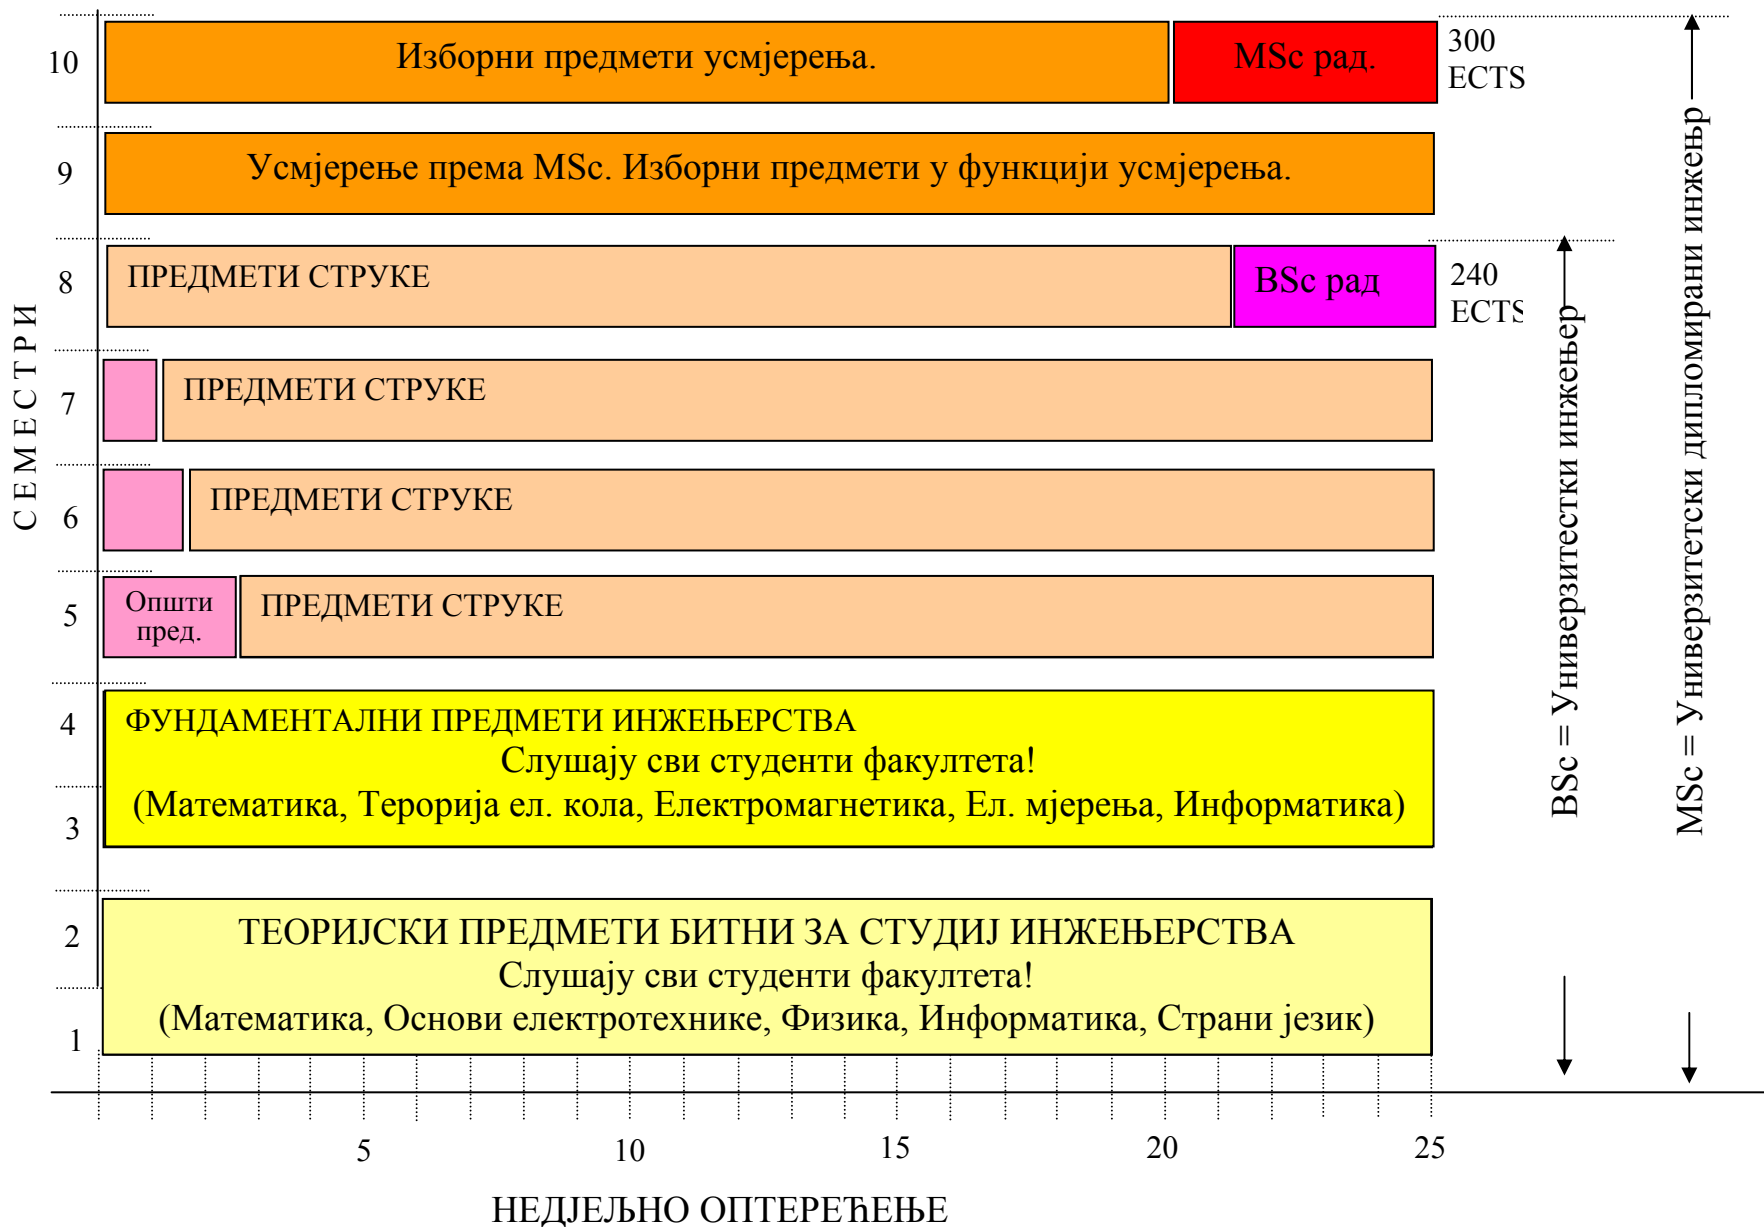 10
Изборни предмети усмјерења.
MSc рад.
300
ECTS
9
Усмјерење према MSc. Изборни предмети у функцији усмјерења.
8
ПРЕДМЕТИ СТРУКЕ
BSc рад
240
ECTS
7
ПРЕДМЕТИ СТРУКЕ
6
ПРЕДМЕТИ СТРУКЕ
5
Општи
пред.
ПРЕДМЕТИ СТРУКЕ
4
ФУНДАМЕНТАЛНИ ПРЕДМЕТИ ИНЖЕЊЕРСТВА
Слушају сви студенти факултета!
(Математика, Терорија ел. кола, Електромагнетика, Ел. мјерења, Информатика)
3
2
ТЕОРИЈСКИ ПРЕДМЕТИ БИТНИ ЗА СТУДИЈ ИНЖЕЊЕРСТВА
Слушају сви студенти факултета!
(Математика, Основи електротехнике, Физика, Информатика, Страни језик)
1
С Е М Е С Т Р И
BSc = Универзитестки инжењер
MSc = Универзитетски дипломирани инжењр
5
10
15
20
25
НЕДЈЕЉНО ОПТЕРЕЋЕЊЕ